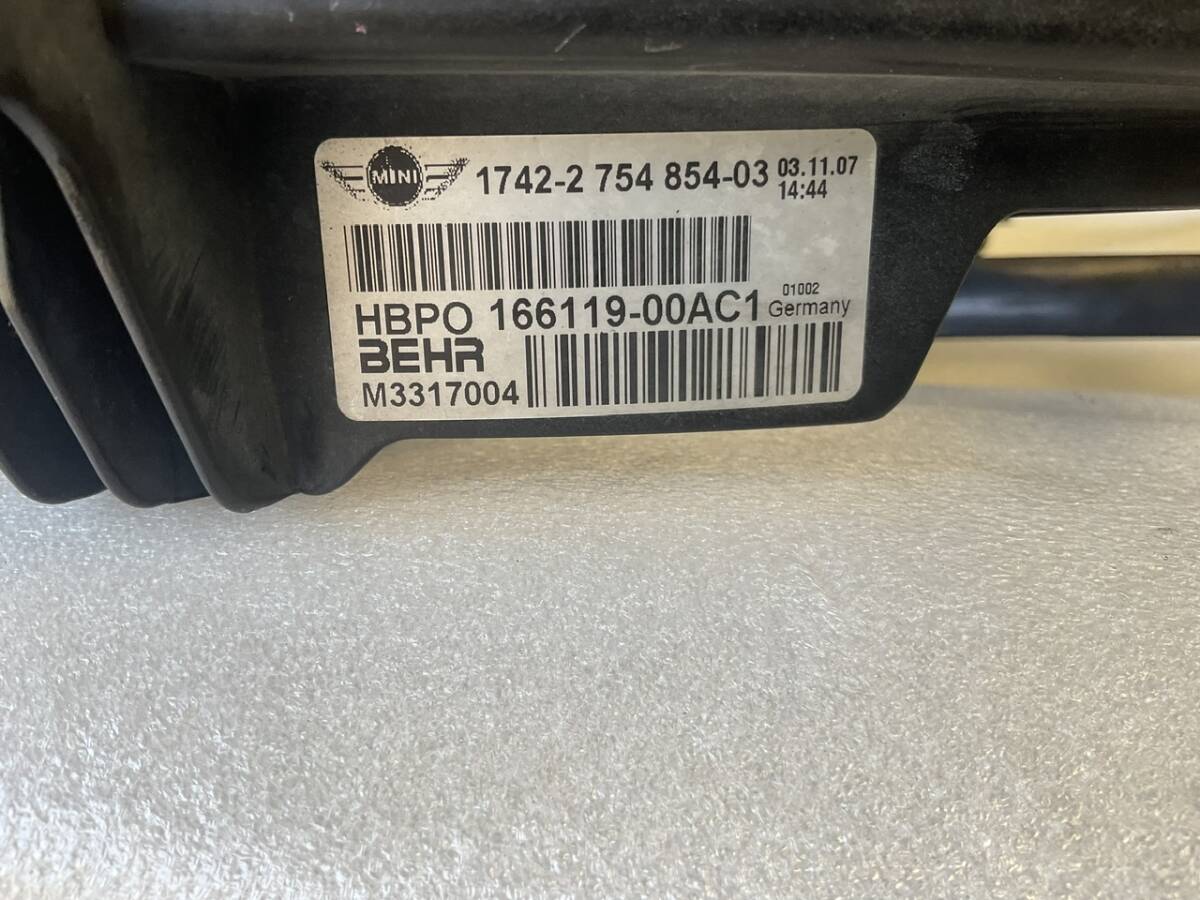 MINI 1742-2 754 854-03 03.11.07
14:44
01002
HBPO 166119-00AC1 Germany
BEHR
M3317004